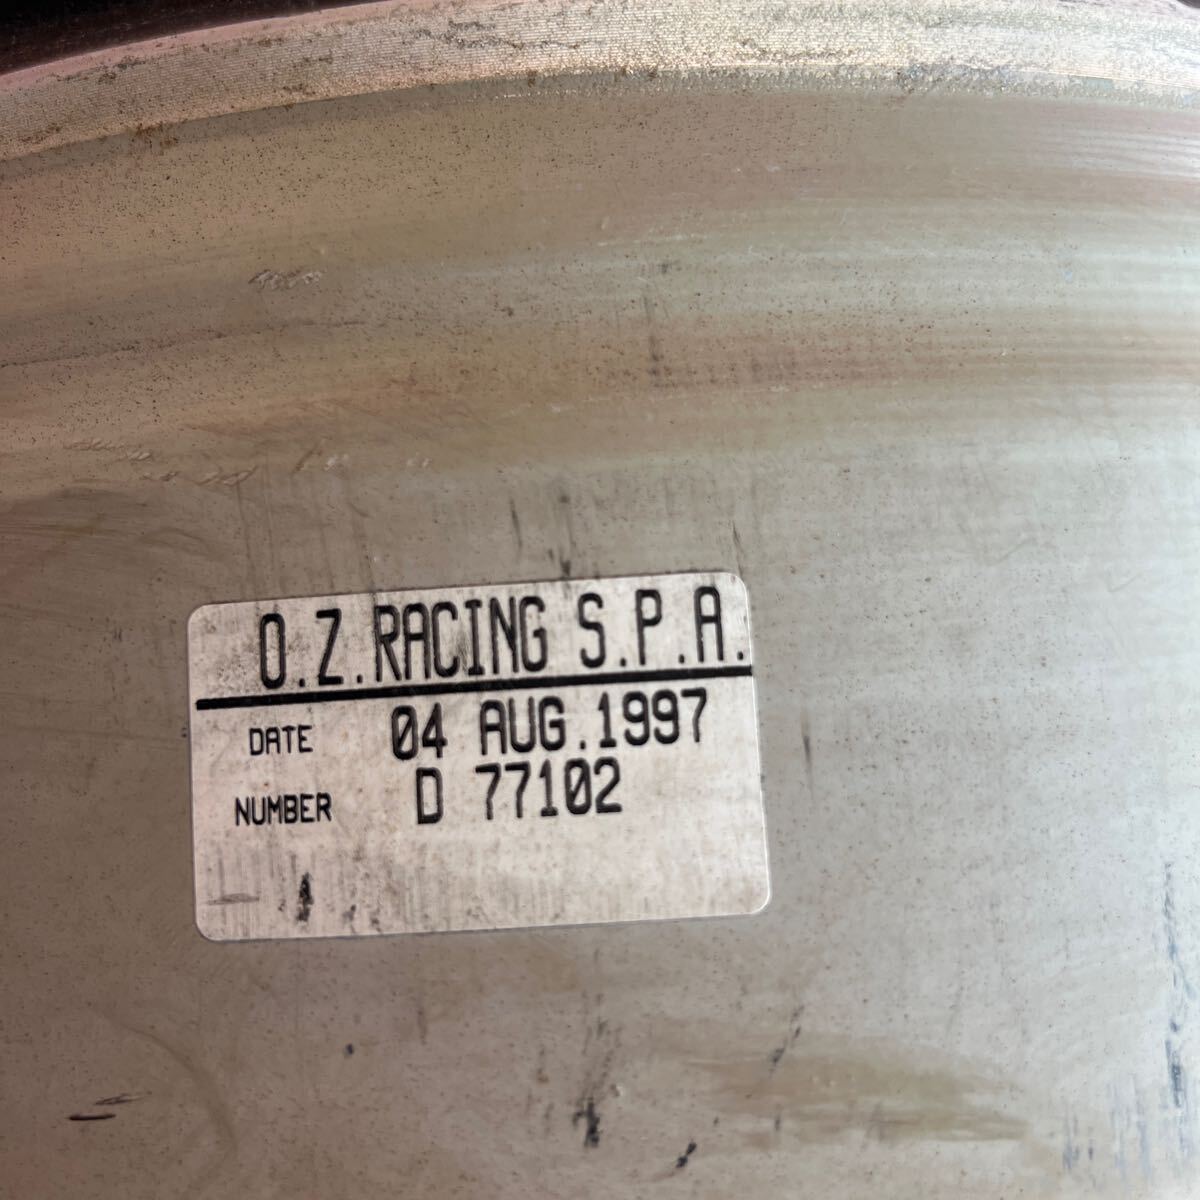 O.Z.RACING S.P.A.
DATE 04 AUG.1997
NUMBER D 77102